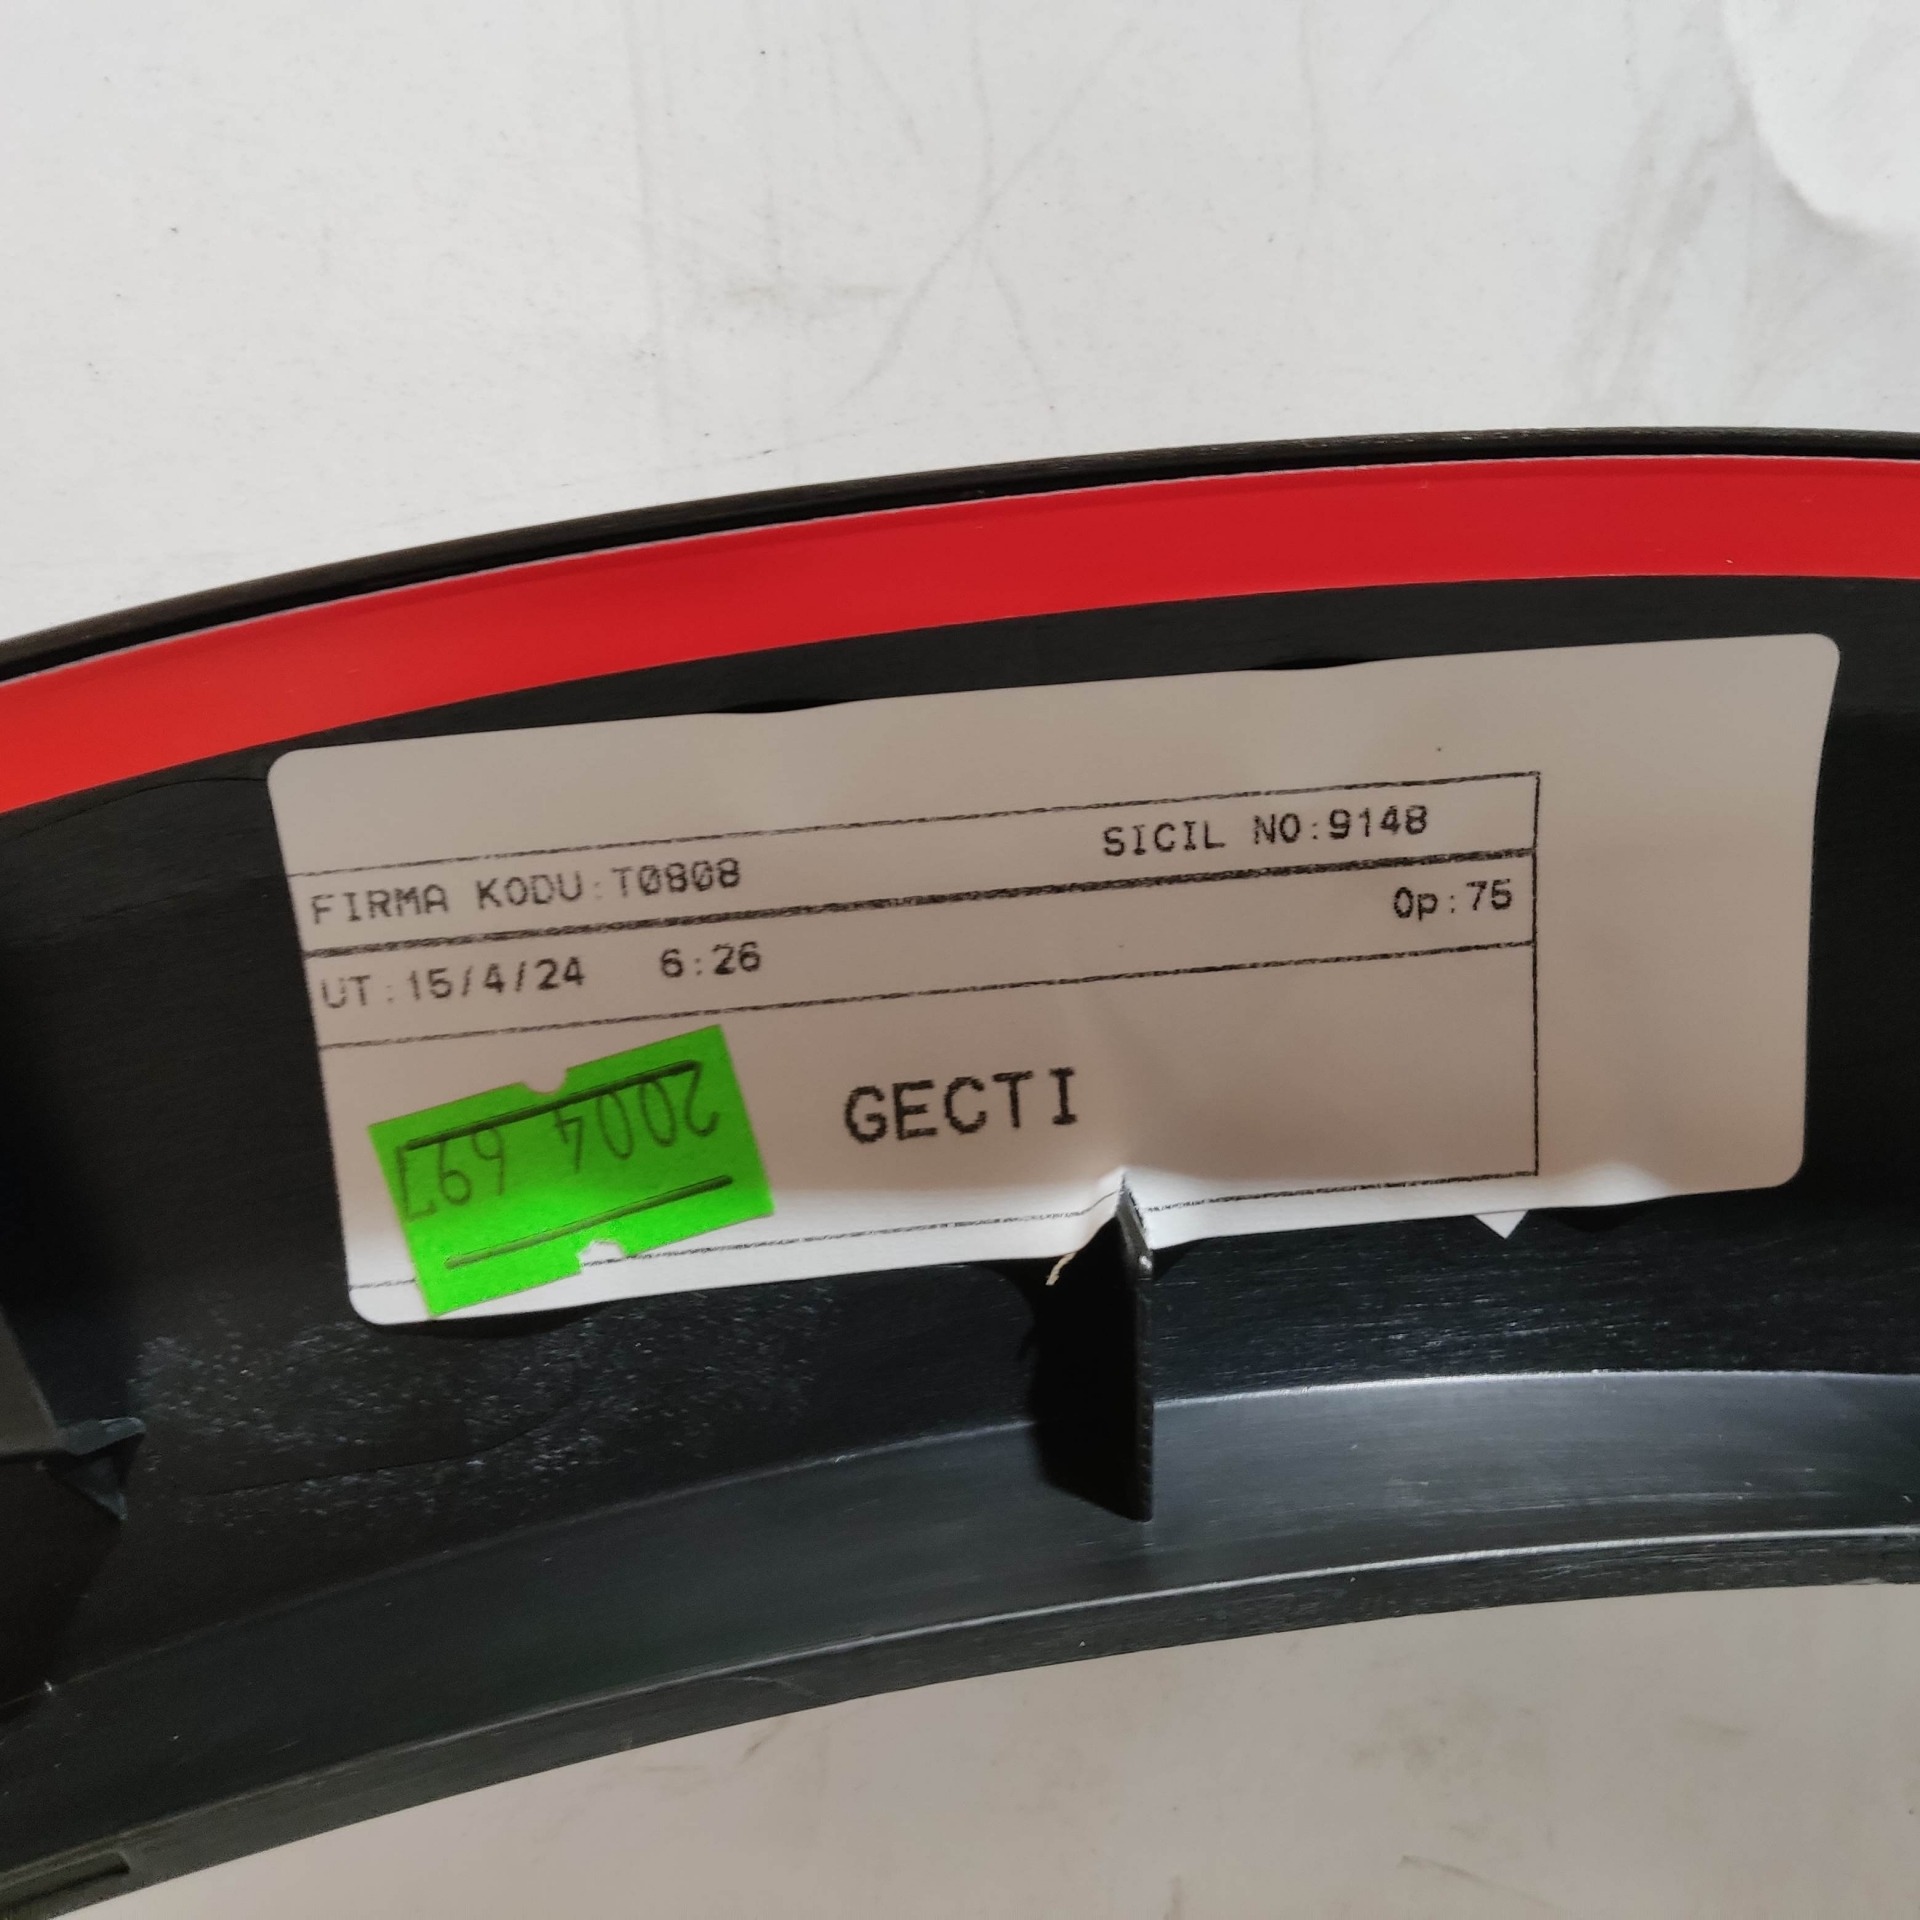 FIRMA KODU:T0808 SICIL NO:9148
UT:15/4/24 6:26 Op:75
GECTI
2004 697